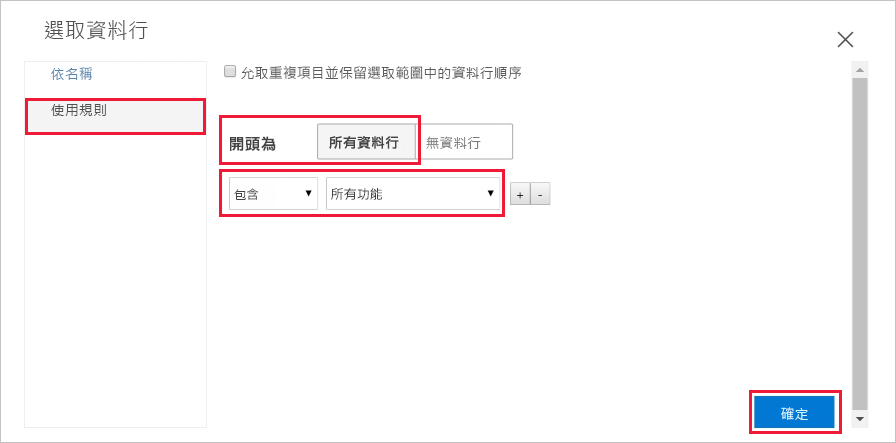 選取資料行
依名稱
使用規則
允取重複項目並保留選取範圍中的資料行順序
開頭為 所有資料行 無資料行
包含 所有功能 + -
確定